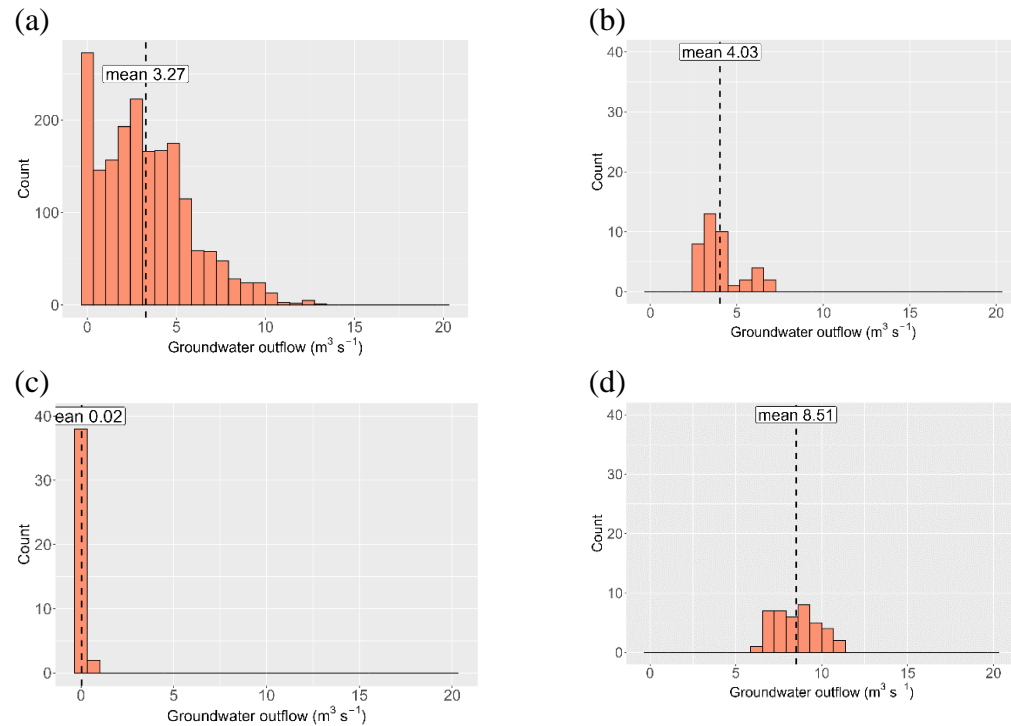 (a)
mean 3.27
200
100
0
Count
0 5 10 15 20
Groundwater outflow (m³ s⁻¹)
(b)
mean 4.03
40
30
20
10
0
Count
0 5 10 15 20
Groundwater outflow (m³ s⁻¹)
(c)
ean 0.02
40
30
20
10
0
Count
0 5 10 15 20
Groundwater outflow (m³ s⁻¹)
(d)
mean 8.51
40
30
20
10
0
Count
0 5 10 15 20
Groundwater outflow (m³ s⁻¹)